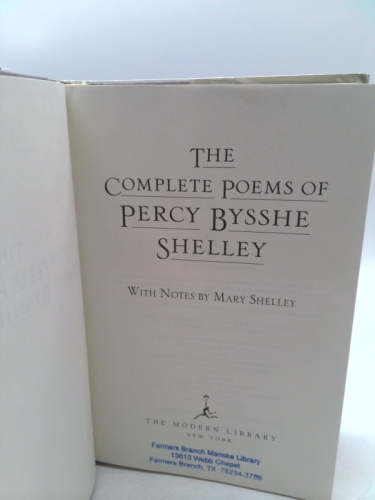 THE
COMPLETE POEMS OF
PERCY BYSSHE
SHELLEY
WITH NOTES BY MARY SHELLEY
THE MODERN LIBRARY
NEW YORK
Farmers Branch Manske Library
13613 Webb Chapel
Farmers Branch, TX 75234-3756